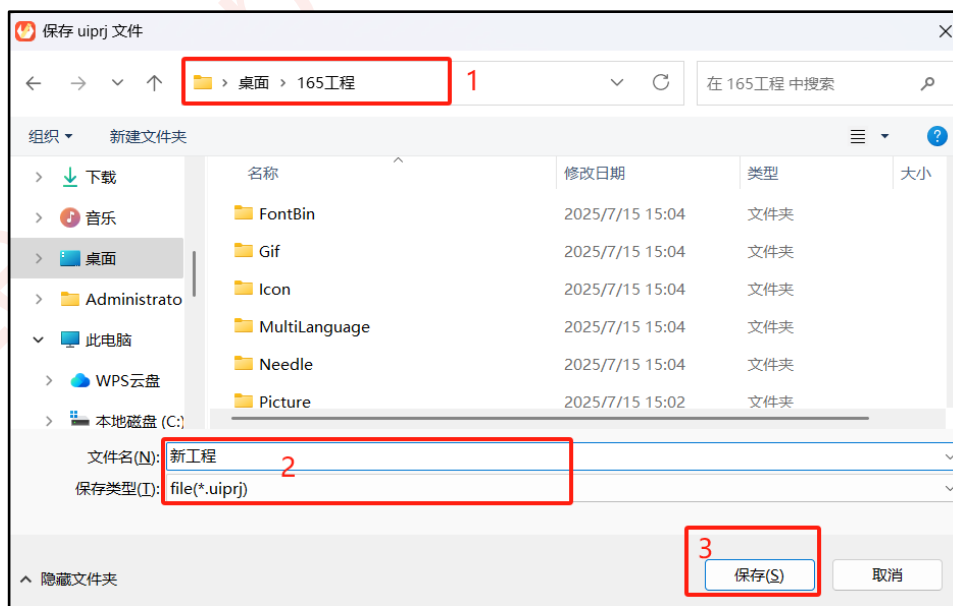 保存 uiprj 文件
桌面 > 165工程
1
在 165工程 中搜索
组织
新建文件夹
名称
修改日期
类型
大小
下载
音乐
桌面
Administrato
此电脑
WPS云盘
本地磁盘 (C:)
FontBin 2025/7/15 15:04 文件夹
Gif 2025/7/15 15:04 文件夹
Icon 2025/7/15 15:04 文件夹
MultiLanguage 2025/7/15 15:04 文件夹
Needle 2025/7/15 15:04 文件夹
Picture 2025/7/15 15:02 文件夹
文件名(N): 新工程
2
保存类型(T): file(*.uiprj)
3
隐藏文件夹
保存(S)
取消